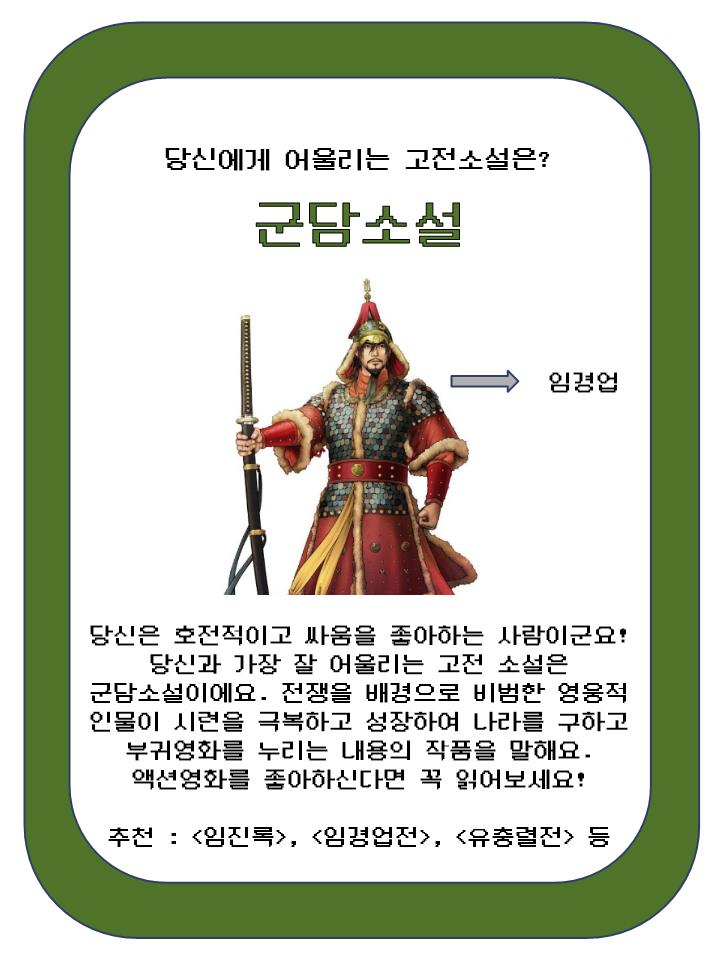 당신에게 어울리는 고전소설은?
군담소설
임경업
당신은 호전적이고 싸움을 좋아하는 사람이군요!
당신과 가장 잘 어울리는 고전 소설은
군담소설이에요. 전쟁을 배경으로 비범한 영웅적
인물이 시련을 극복하고 성장하여 나라를 구하고
부귀영화를 누리는 내용의 작품을 말해요.
액션영화를 좋아하신다면 꼭 읽어보세요!
추천 : <임진록>, <임경업전>, <유충렬전> 등